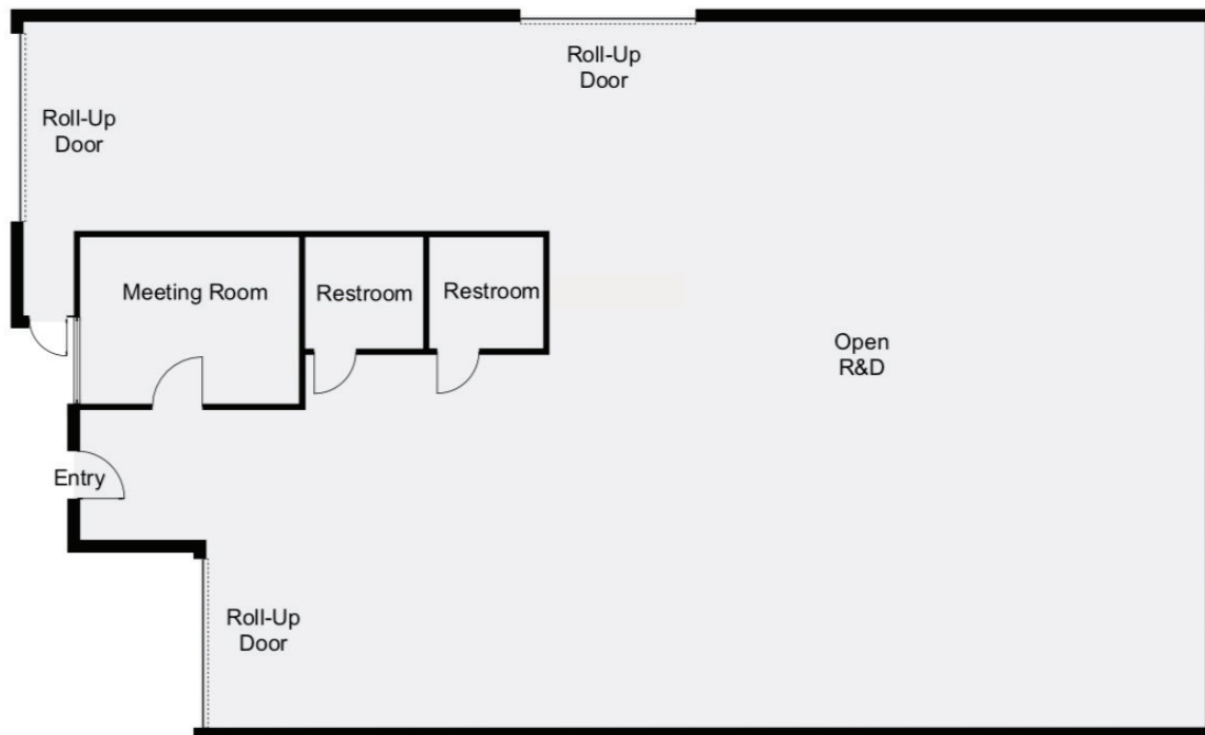 Roll-Up
Door
Roll-Up
Door
Meeting Room
Restroom
Restroom
Open
R&D
Entry
Roll-Up
Door